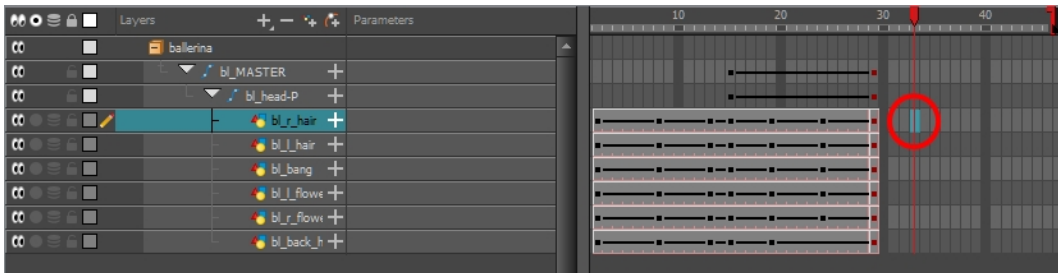 Layers Parameters 10 20 30 40
ballerina
bl_MASTER
bl_head-P
bl_r_hair
bl_l_hair
bl_bang
bl_l_flowe
bl_r_flowe
bl_back_h